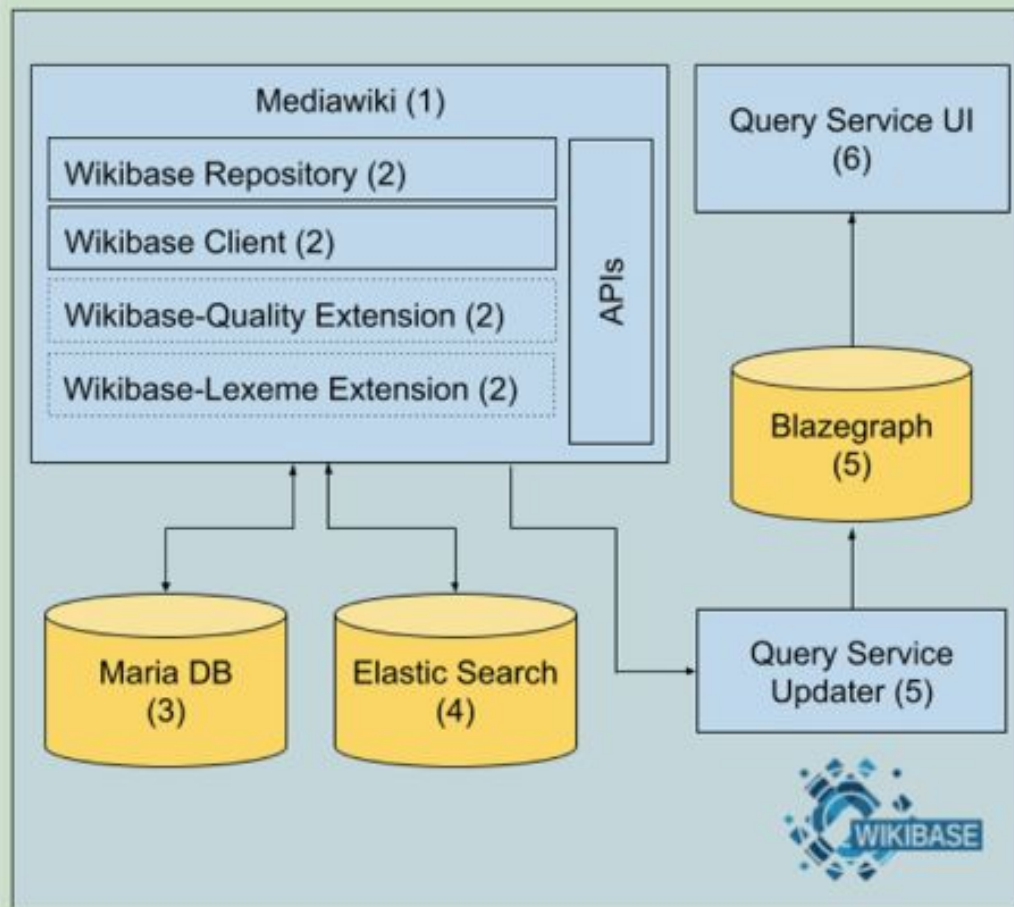 Mediawiki (1)
Wikibase Repository (2)
Wikibase Client (2)
Wikibase-Quality Extension (2)
Wikibase-Lexeme Extension (2)
APIs
Query Service UI
(6)
Blazegraph
(5)
Maria DB
(3)
Elastic Search
(4)
Query Service
Updater (5)
WIKIBASE